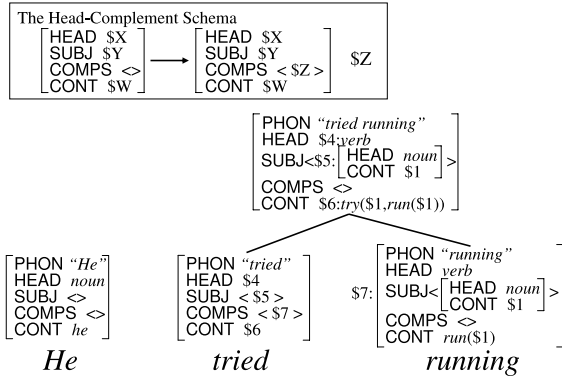 The Head-Complement Schema
HEAD $X
SUBJ $Y
COMPS <>
CONT $W
HEAD $X
SUBJ $Y
COMPS < $Z >
CONT $W
$Z
PHON “tried running”
HEAD $4:verb
SUBJ<$5:[HEAD noun
CONT $1]>
COMPS <>
CONT $6:try($1,run($1))
PHON “He”
HEAD noun
SUBJ <>
COMPS <>
CONT he
He
PHON “tried”
HEAD $4
SUBJ < $5 >
COMPS < $7 >
CONT $6
tried
$7:
PHON “running”
HEAD verb
SUBJ<[HEAD noun
CONT $1]>
COMPS <>
CONT run($1)
running